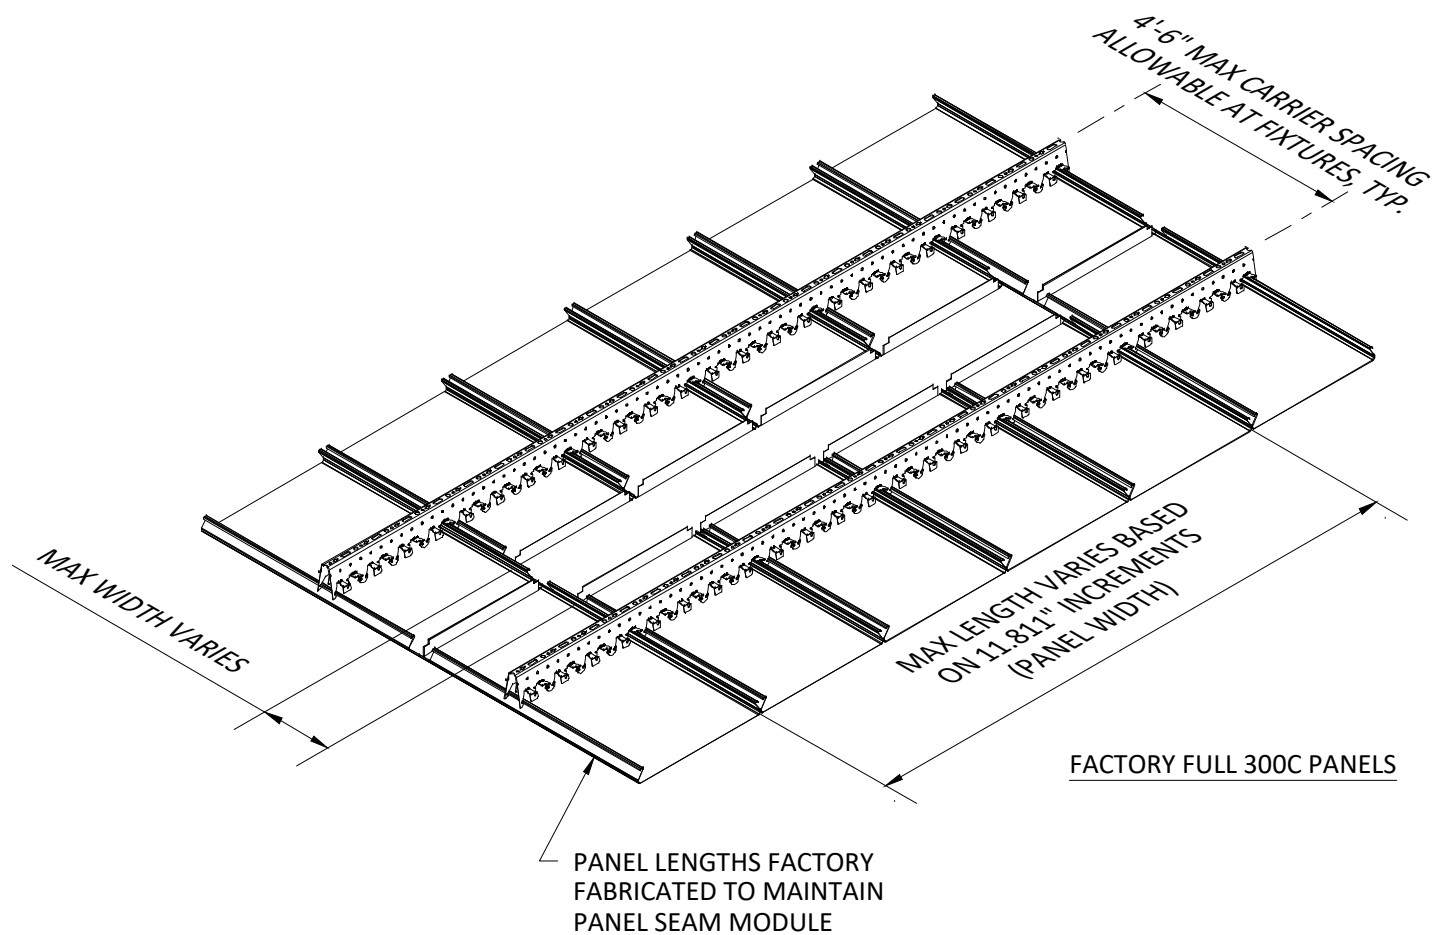 4'-6" MAX CARRIER SPACING
ALLOWABLE AT FIXTURES, TYP.
MAX WIDTH VARIES
MAX LENGTH VARIES BASED
ON 11.811" INCREMENTS
(PANEL WIDTH)
FACTORY FULL 300C PANELS
PANEL LENGTHS FACTORY
FABRICATED TO MAINTAIN
PANEL SEAM MODULE